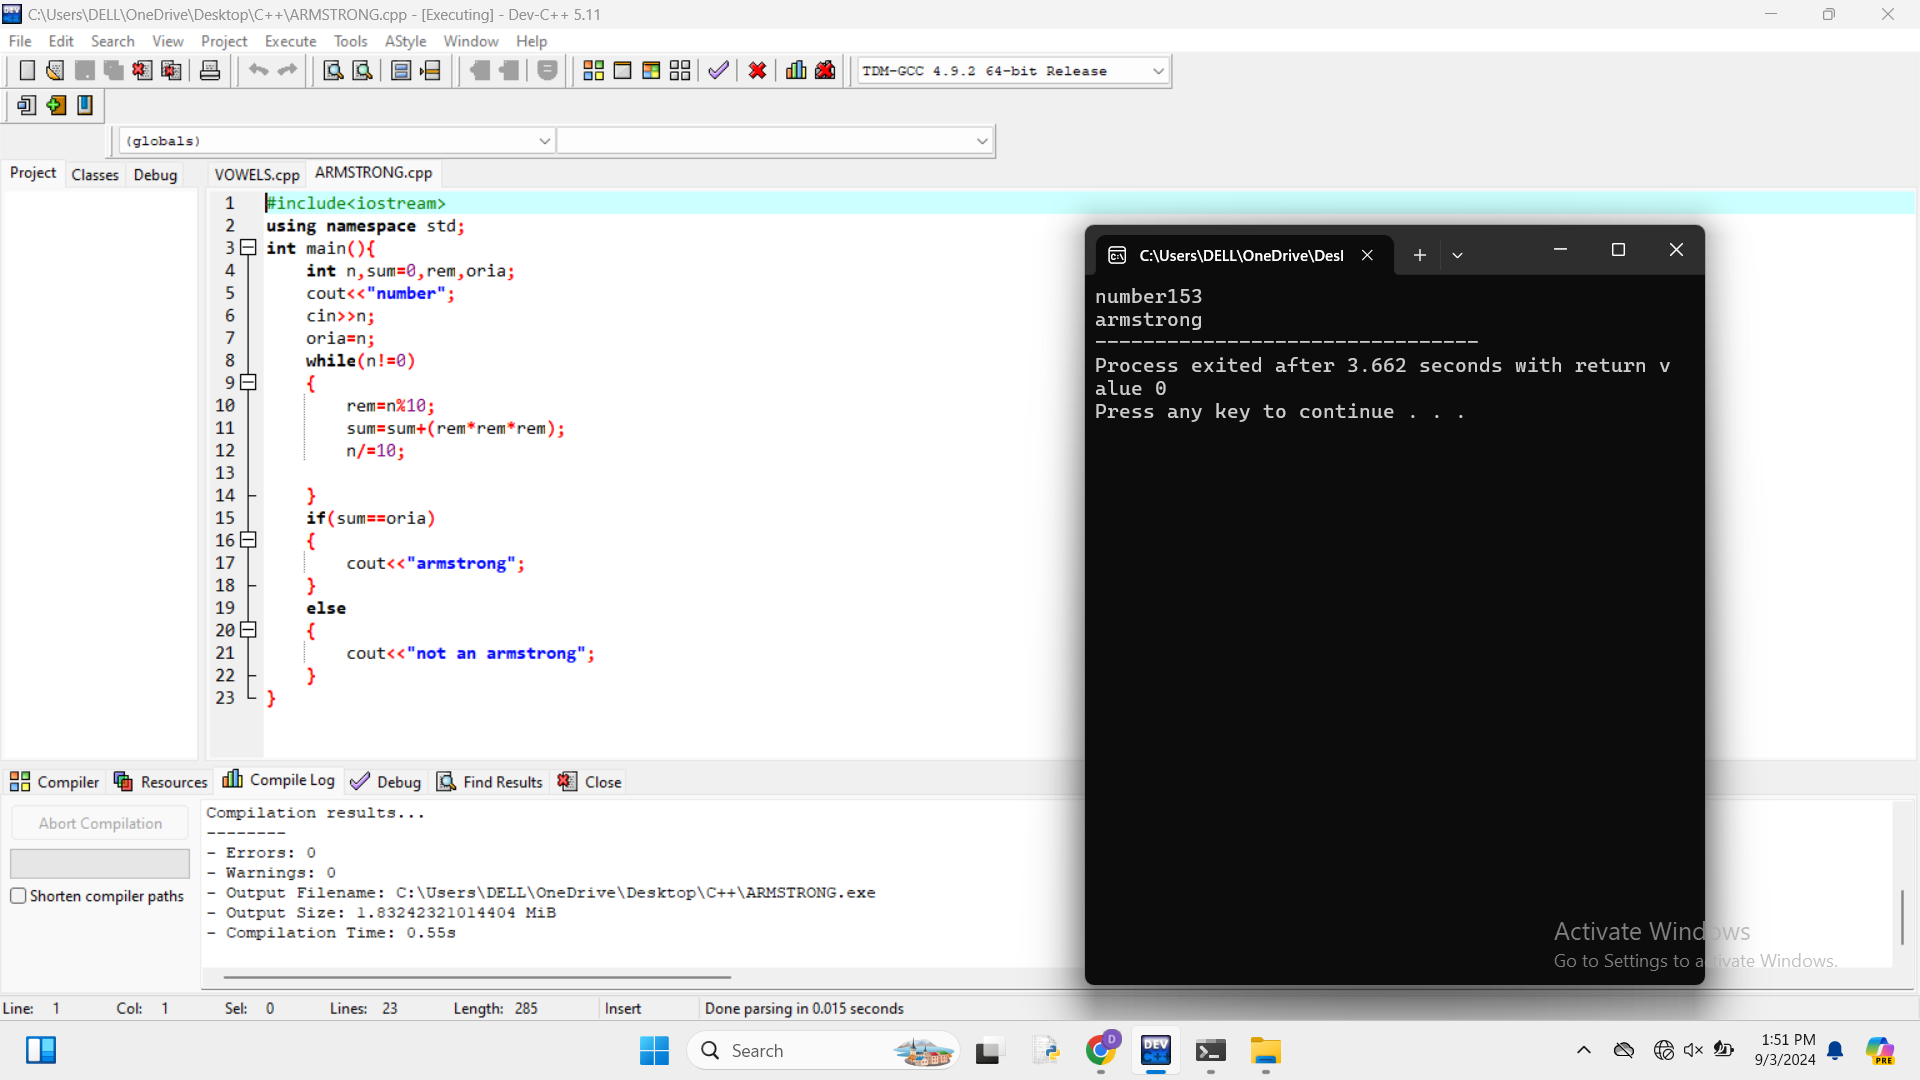 C:\Users\DELL\OneDrive\Desktop\C++\ARMSTRONG.cpp - [Executing] - Dev-C++ 5.11
File Edit Search View Project Execute Tools AStyle Window Help
TDM-GCC 4.9.2 64-bit Release
(globals)
Project Classes Debug VOWELS.cpp ARMSTRONG.cpp
1 #include<iostream>
2 using namespace std;
3 int main(){
4 int n,sum=0,rem,oria;
5 cout<<"number";
6 cin>>n;
7 oria=n;
8 while(n!=0)
9 {
10 rem=n%10;
11 sum=sum+(rem*rem*rem);
12 n/=10;
13
14 }
15 if(sum==oria)
16 {
17 cout<<"armstrong";
18 }
19 else
20 {
21 cout<<"not an armstrong";
22 }
23 }
C:\Users\DELL\OneDrive\Desl
number153
armstrong
--------------------------------
Process exited after 3.662 seconds with return v
alue 0
Press any key to continue . . .
Compiler Resources Compile Log Debug Find Results Close
Abort Compilation
Shorten compiler paths
Compilation results...
--------
- Errors: 0
- Warnings: 0
- Output Filename: C:\Users\DELL\OneDrive\Desktop\C++\ARMSTRONG.exe
- Output Size: 1.83242321014404 MiB
- Compilation Time: 0.55s
Activate Windows
Go to Settings to activate Windows.
Line: 1 Col: 1 Sel: 0 Lines: 23 Length: 285 Insert Done parsing in 0.015 seconds
Search
D
DEV
C++
1:51 PM
9/3/2024
PRE